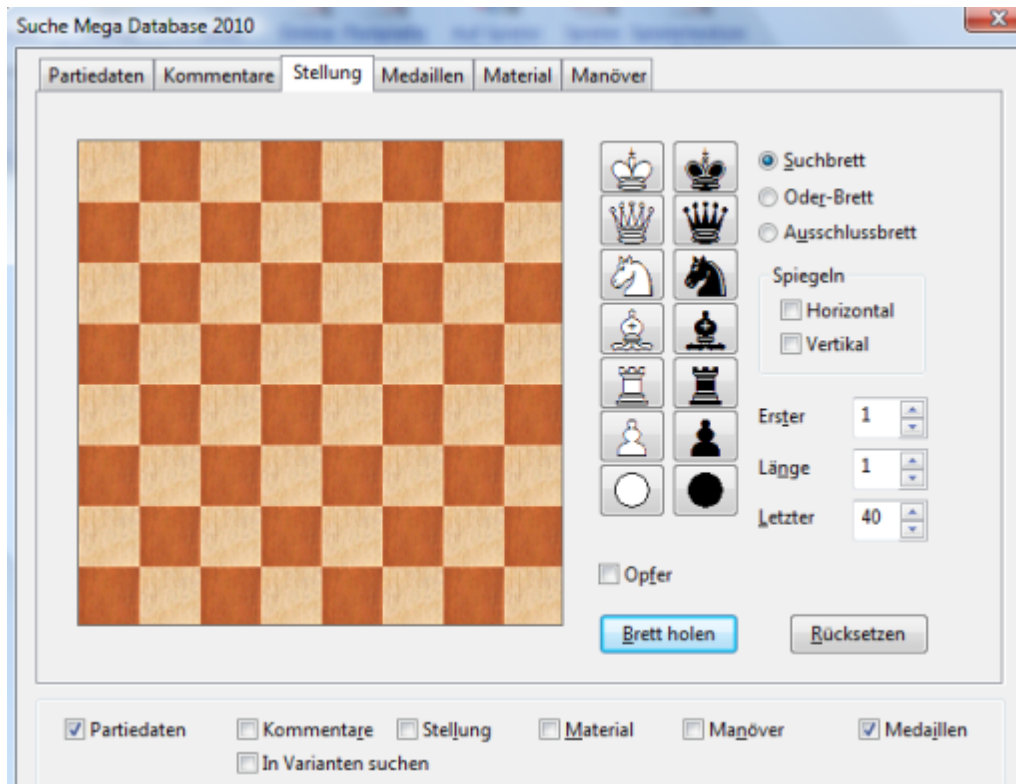 Suche Mega Database 2010
Partiedaten Kommentare Stellung Medaillen Material Manöver
Suchbrett
Oder-Brett
Ausschlussbrett
Spiegeln
Horizontal
Vertikal
Erster 1
Länge 1
Letzter 40
Opfer
Brett holen Rücksetzen
Partiedaten Kommentare Stellung Material Manöver Medaillen
In Varianten suchen